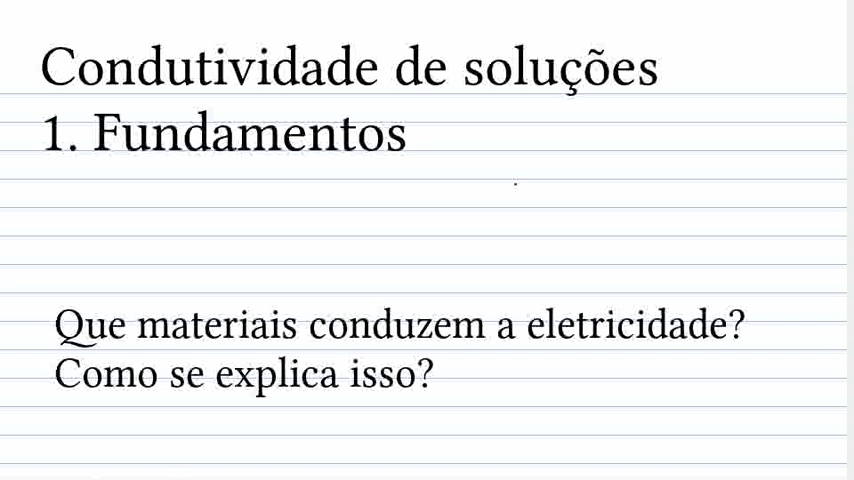 Condutividade de soluções
1. Fundamentos
Que materiais conduzem a eletricidade?
Como se explica isso?